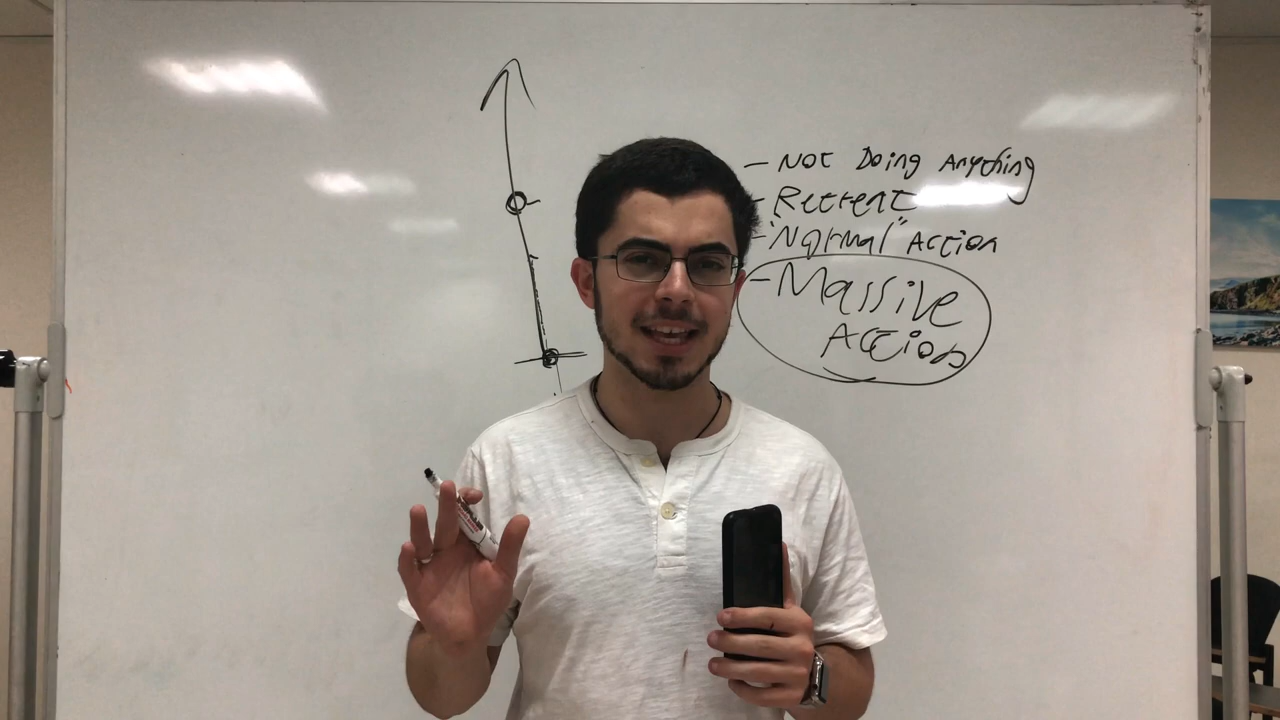 - Not Doing Anything
- Retreat
- "Normal" Action
- Massive
Action